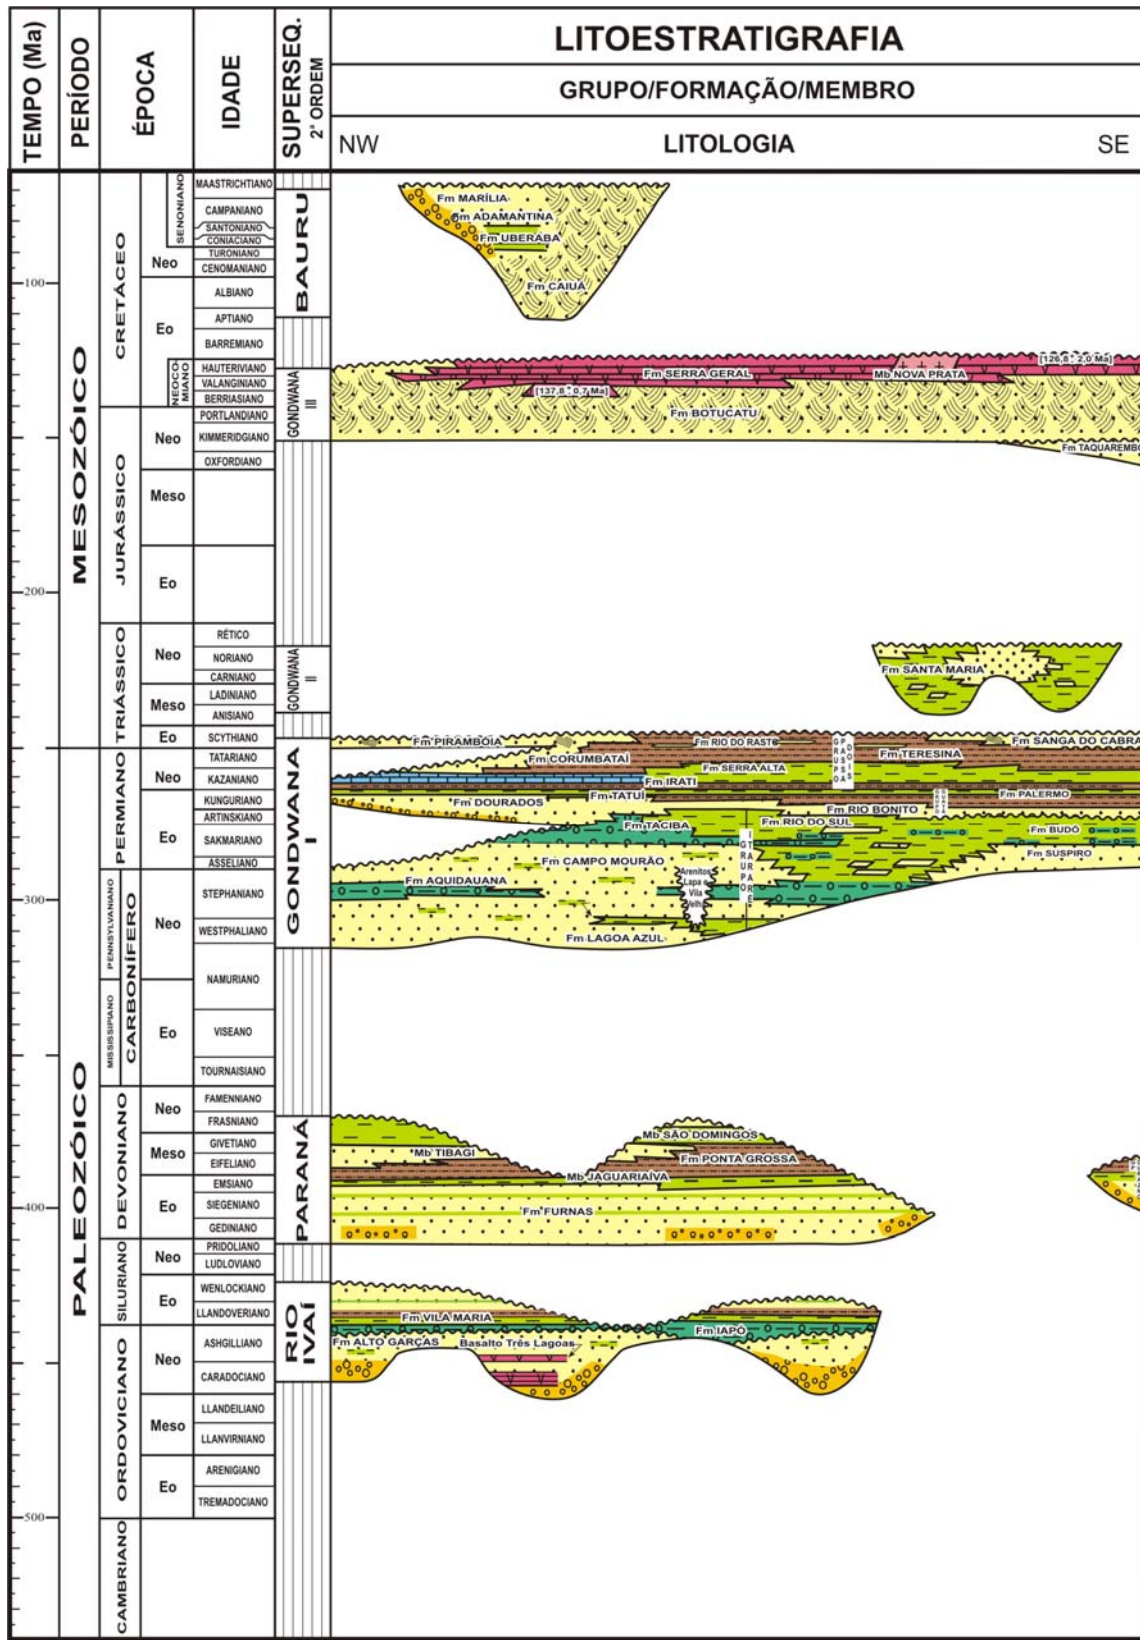 TEMPO (Ma)
PERÍODO
ÉPOCA
IDADE
SUPERSEQ.
2ª ORDEM
LITOESTRATIGRAFIA
GRUPO/FORMAÇÃO/MEMBRO
NW
LITOLOGIA
SE
100
200
300
400
500
MESOZÓICO
PALEOZÓICO
CRETÁCEO
JURÁSSICO
TRIÁSSICO
PERMIANO
CARBONÍFERO
PENNSYLVANIANO
MISSISSIPIANO
DEVONIANO
SILURIANO
ORDOVICIANO
CAMBRIANO
SENONIANO
Neo
Eo
NEOCO-
MIANO
Neo
Meso
Eo
Neo
Meso
Eo
Neo
Eo
Neo
Eo
Neo
Meso
Eo
Neo
Eo
Neo
Meso
Eo
MAASTRICHTIANO
CAMPANIANO
SANTONIANO
CONIACIANO
TURONIANO
CENOMANIANO
ALBIANO
APTIANO
BARREMIANO
HAUTERIVIANO
VALANGINIANO
BERRIASIANO
PORTLANDIANO
KIMMERIDGIANO
OXFORDIANO
RÉTICO
NORIANO
CARNIANO
LADINIANO
ANISIANO
SCYTHIANO
TATARIANO
KAZANIANO
KUNGURIANO
ARTINSKIANO
SAKMARIANO
ASSELIANO
STEPHANIANO
WESTPHALIANO
NAMURIANO
VISEANO
TOURNAISIANO
FAMENNIANO
FRASNIANO
GIVETIANO
EIFELIANO
EMSIANO
SIEGENIANO
GEDINIANO
PRIDOLIANO
LUDLOVIANO
WENLOCKIANO
LLANDOVERIANO
ASHGILLIANO
CARADOCIANO
LLANDEILIANO
LLANVIRNIANO
ARENIGIANO
TREMADOCIANO
BAURU
GONDWANA
III
GONDWANA
II
GONDWANA
I
PARANÁ
RIO
IVAÍ
Fm MARÍLIA
Fm ADAMANTINA
Fm UBERABA
Fm CAIUÁ
[126,8 ± 2,0 Ma]
Fm SERRA GERAL
Mb NOVA PRATA
[137,8 ± 0,7 Ma]
Fm BOTUCATU
Fm TAQUAREMBÓ
Fm SANTA MARIA
Fm PIRAMBÓIA
Fm RIO DO RASTO
GRUPO
PASSA
DOIS
Fm SANGA DO CABRAL
Fm CORUMBATAÍ
Fm TERESINA
Fm SERRA ALTA
Fm IRATI
Fm TATUÍ
Fm PALERMO
Fm DOURADOS
Fm RIO BONITO
Fm TACIBA
Fm RIO DO SUL
Fm BUDÓ
GRUPO
ITARARÉ
Fm SUSPIRO
Fm CAMPO MOURÃO
Arenitos
Lapa e
Vila
Velha
Fm AQUIDAUANA
Fm LAGOA AZUL
Mb SÃO DOMINGOS
Mb TIBAGI
Fm PONTA GROSSA
Mb JAGUARIAÍVA
Fm FURNAS
Fm VILA MARIA
Fm IAPÓ
Fm ALTO GARÇAS
Basalto Três Lagoas